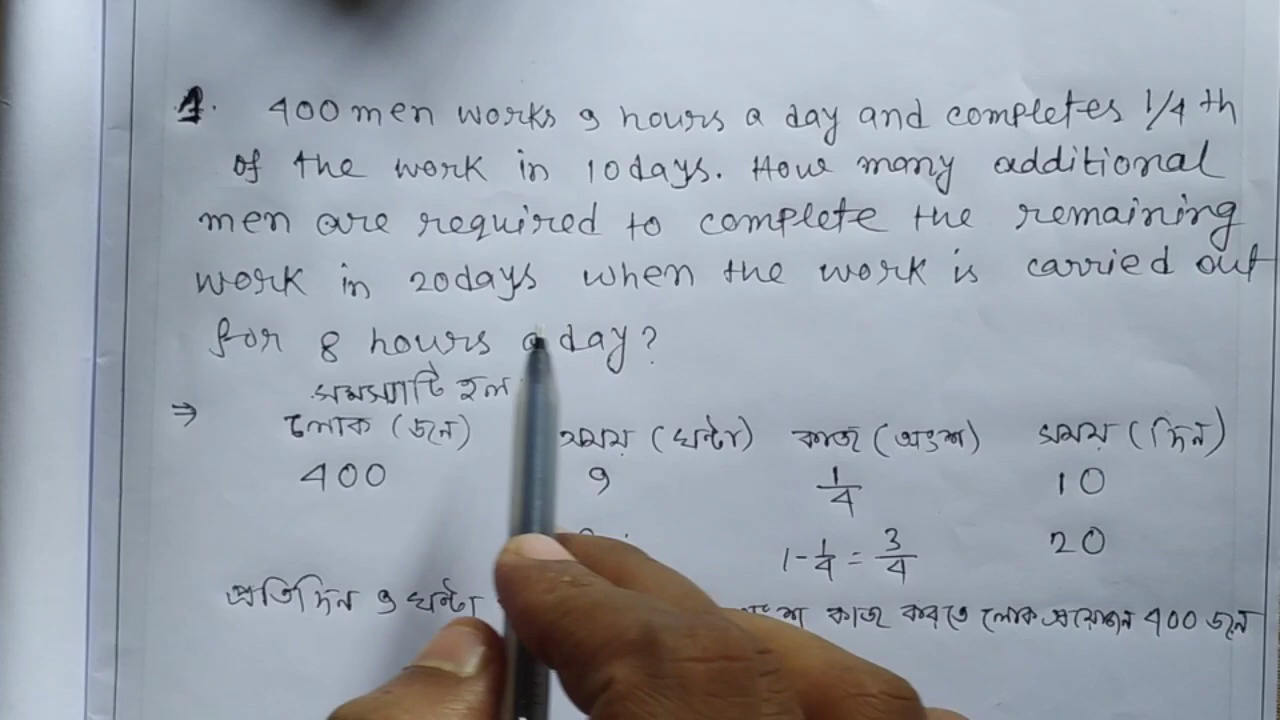 1. 400 men works 9 hours a day and completes 1/4 th
of the work in 10 days. How many additional
men are required to complete the remaining
work in 20 days when the work is carried out
for 8 hours a day?
সমস্যাটি হল
⇒ লোক (জন) সময় (ঘন্টা) কাজ (অংশ) সময় (দিন)
400 9 1/4 10
1-1/4 = 3/4 20
প্রতিদিন 9 ঘন্টা অংশ কাজ করতে লোক প্রয়োজন 400 জন